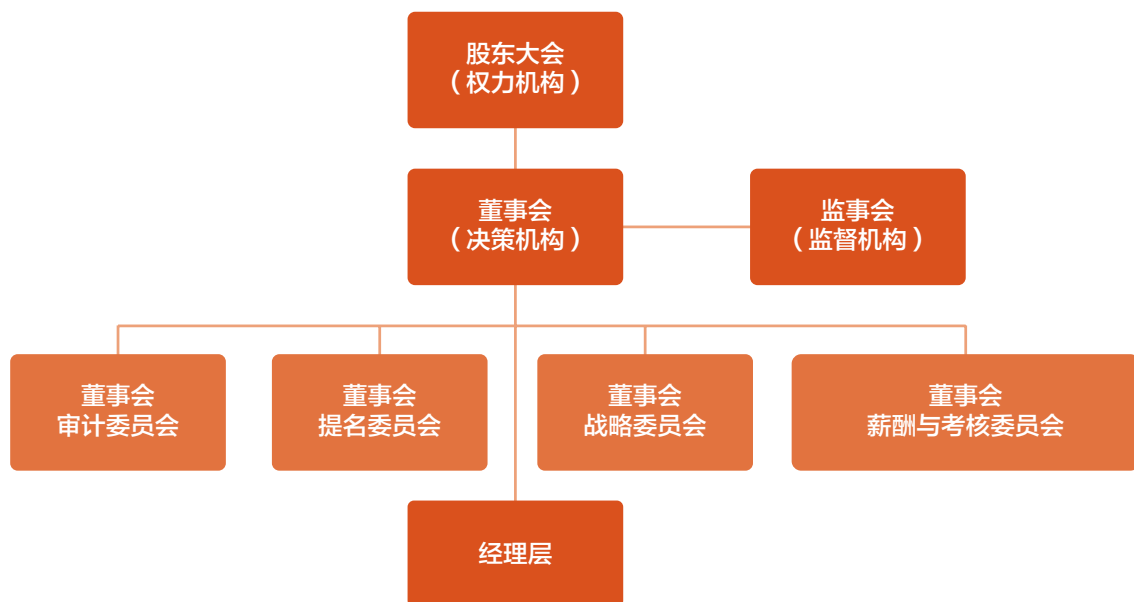 股东大会
（权力机构）
董事会
（决策机构）
监事会
（监督机构）
董事会
审计委员会
董事会
提名委员会
董事会
战略委员会
董事会
薪酬与考核委员会
经理层